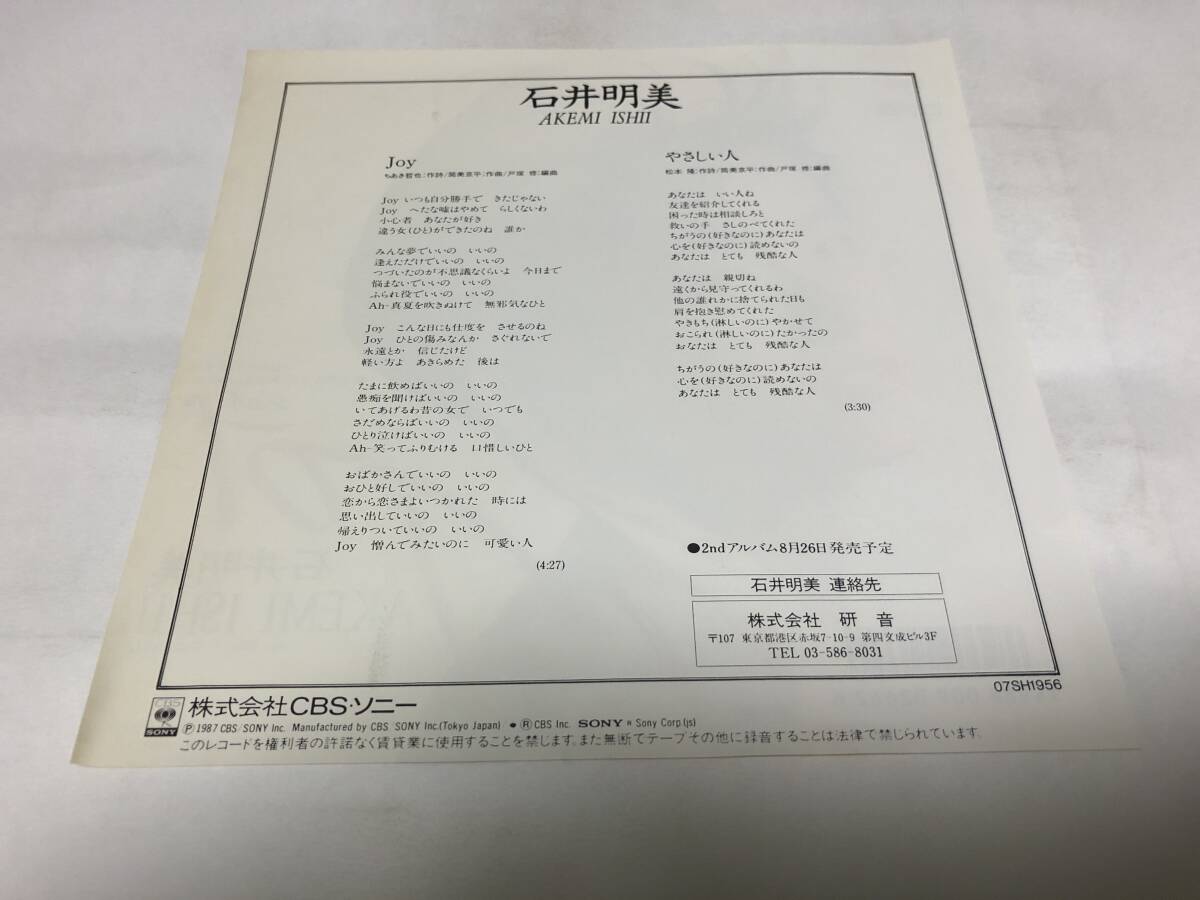 石井明美
AKEMI ISHII
Joy
ちあき哲也:作詩/筒美京平:作曲/戸塚 修:編曲
Joy いつも自分勝手で きたじゃない
Joy へたな嘘はやめて らしくないわ
小心者 あなたが好き
違う女(ひと)ができたのね 誰か
みんな夢でいいの いいの
逢えただけでいいの いいの
つづいたのが不思議なくらいよ 今日まで
悩まないでいいの いいの
ふられ役でいいの いいの
Ah-真夏を吹きぬけて 無邪気なひと
Joy こんな日にも仕度を させるのね
Joy ひとの傷みなんか さぐれないで
永遠とか 信じたけど
軽い方よ あきらめた 後は
たまに飲めばいいの いいの
愚痴を聞けばいいの いいの
いてあげるわ昔の女で いつでも
さだめならばいいの いいの
ひとり泣けばいいの いいの
Ah-笑ってふりむける 口惜しいひと
おばかさんでいいの いいの
おひと好しでいいの いいの
恋から恋さまよいつかれた 時には
思い出していいの いいの
帰えりついていいの いいの
Joy 憎んでみたいのに 可愛い人
(4:27)
やさしい人
松本 隆:作詩/筒美京平:作曲/戸塚 修:編曲
あなたは いい人ね
友達を紹介してくれる
困った時は相談しろと
救いの手 さしのべてくれた
ちがうの(好きなのに)あなたは
心を(好きなのに)読めないの
あなたは とても 残酷な人
あなたは 親切ね
遠くから見守ってくれるわ
他の誰れかに捨てられた日も
肩を抱き慰めてくれた
やきもち(淋しいのに)やかせて
おこられ(淋しいのに)たかったの
おなたは とても 残酷な人
ちがうの(好きなのに)あなたは
心を(好きなのに)読めないの
あなたは とても 残酷な人
(3:30)
●2ndアルバム8月26日発売予定
石井明美 連絡先
株式会社 研 音
〒107 東京都港区赤坂7-10-9 第四文成ビル3F
TEL 03-586-8031
07SH1956
CBS
SONY
株式会社CBS・ソニー
Ⓟ1987 CBS/SONY Inc. Manufactured by CBS SONY Inc.(Tokyo Japan) ● Ⓡ CBS Inc. SONY ® Sony Corp.(js)
このレコードを権利者の許諾なく賃貸業に使用することを禁じます。また無断でテープその他に録音することは法律で禁じられています。